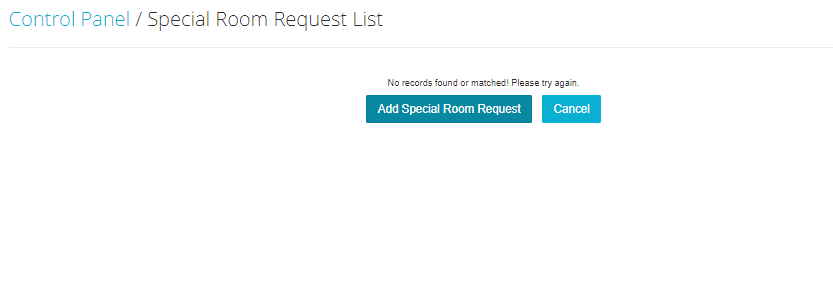 Control Panel / Special Room Request List
No records found or matched! Please try again.
Add Special Room Request Cancel